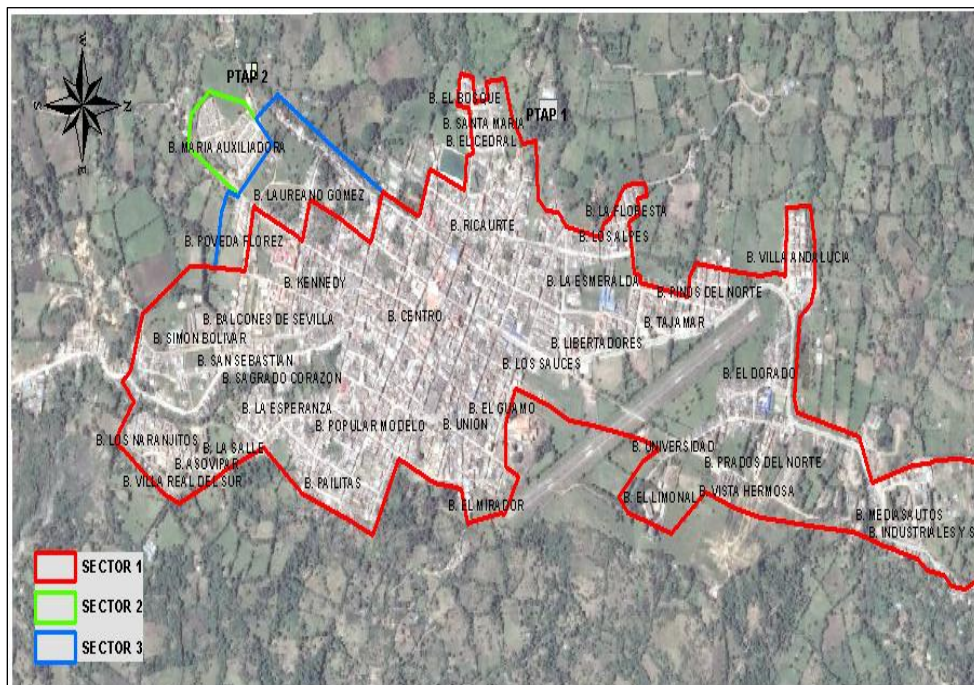 W
S
N
E
PTAP 2
B. EL BOSQUE
PTAP 1
B. SANTA MARIA
B. EL CEDRAL
B. MARIA AUXILIADORA
B. LAUREANO GOMEZ
B. LA FLORESTA
B. RICAURTE
B. LOS ALPES
B. POVEDA FLOREZ
B. VILLA ANDALUCIA
B. KENNEDY
B. LA ESMERALDA
B. PINOS DEL NORTE
B. CENTRO
B. BALCONES DE SEVILLA
B. TAJAMAR
B. SIMON BOLIVAR
B. LIBERTADORES
B. SAN SEBASTIAN
B. LOS SAUCES
B. SAGRADO CORAZON
B. EL DORADO
B. LA ESPERANZA
B. EL GUAMO
B. POPULAR MODELO
B. UNION
B. LOS NARANJITOS
B. LA SALLE
B. UNIVERSIDAD
B. ASOVIPAR
B. PRADOS DEL NORTE
B. VILLA REAL DEL SUR
B. PAILITAS
B. EL LIMONAL
B. VISTA HERMOSA
B. EL MIRADOR
B. MEDIASAUTOS
B. INDUSTRIALES Y S
SECTOR 1
SECTOR 2
SECTOR 3